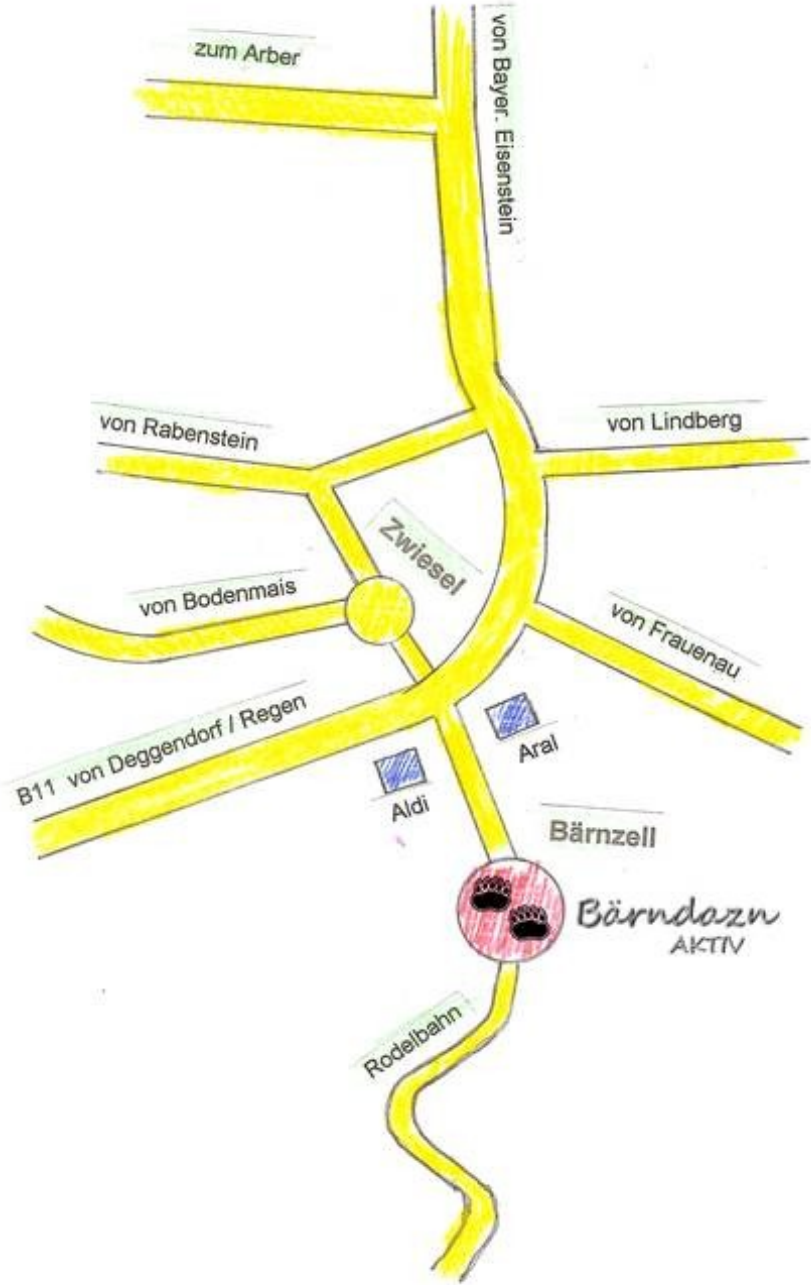 zum Arber
von Bayer. Eisenstein
von Rabenstein
von Lindberg
Zwiesel
von Bodenmais
von Frauenau
B11 von Deggendorf / Regen
Aral
Aldi
Bärnzell
Bärndazn
AKTIV
Rodelbahn